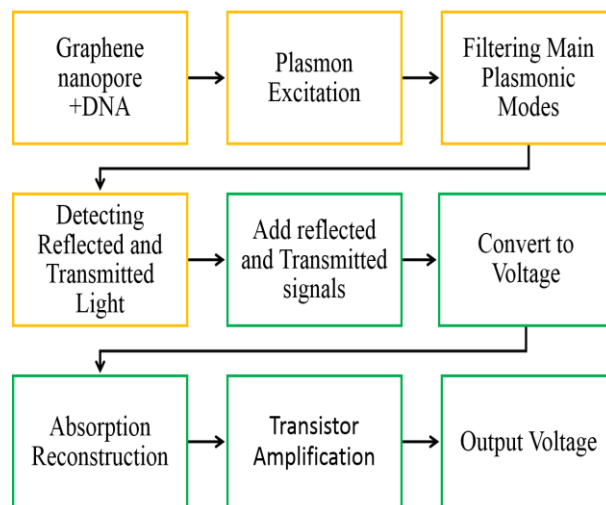 Graphene
nanopore
+DNA
Plasmon
Excitation
Filtering Main
Plasmonic
Modes
Detecting
Reflected and
Transmitted
Light
Add reflected
and Transmitted
signals
Convert to
Voltage
Absorption
Reconstruction
Transistor
Amplification
Output Voltage